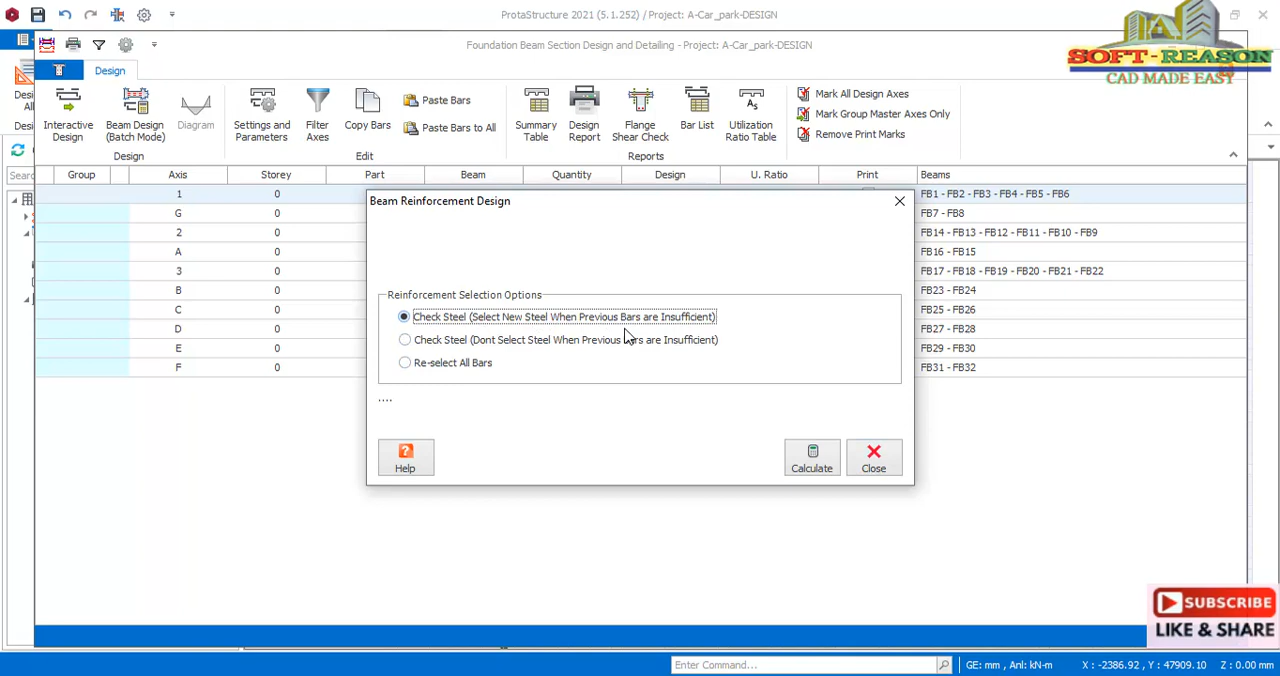 ProtaStructure 2021 (5.1.252) / Project: A-Car_park-DESIGN
SOFT-REASON
CAD MADE EASY
Foundation Beam Section Design and Detailing - Project: A-Car_park-DESIGN
Design
Interactive Design
Beam Design (Batch Mode)
Diagram
Design
Settings and Parameters
Filter Axes
Copy Bars
Paste Bars
Paste Bars to All
Edit
Summary Table
Design Report
Flange Shear Check
Bar List
Utilization Ratio Table
Reports
Mark All Design Axes
Mark Group Master Axes Only
Remove Print Marks
Des
All
Desi
Searc
Group Axis Storey Part Beam Quantity Design U. Ratio Print Beams
1 0 FB1 - FB2 - FB3 - FB4 - FB5 - FB6
G 0 FB7 - FB8
2 0 FB14 - FB13 - FB12 - FB11 - FB10 - FB9
A 0 FB16 - FB15
3 0 FB17 - FB18 - FB19 - FB20 - FB21 - FB22
B 0 FB23 - FB24
C 0 FB25 - FB26
D 0 FB27 - FB28
E 0 FB29 - FB30
F 0 FB31 - FB32
Beam Reinforcement Design
Reinforcement Selection Options
Check Steel (Select New Steel When Previous Bars are Insufficient)
Check Steel (Dont Select Steel When Previous Bars are Insufficient)
Re-select All Bars
....
Help
Calculate
Close
SUBSCRIBE
LIKE & SHARE
Enter Command...
GE: mm , Anl: kN-m
X : -2386.92 , Y : 47909.10
Z : 0.00 mm